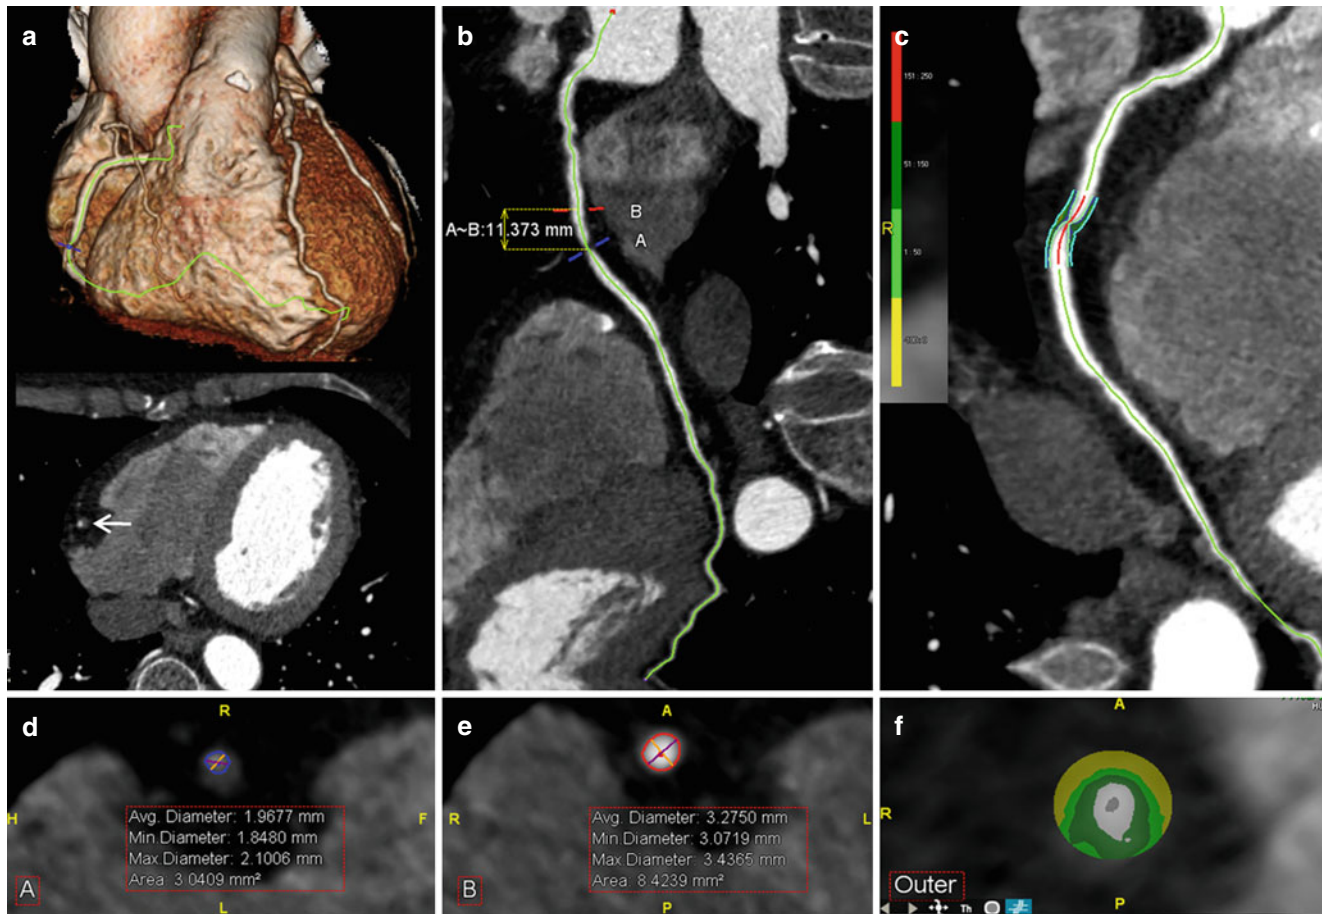 a
b
c
B
A
A~B:11.373 mm
151 : 250
51 : 150
R
1 : 50
d
R
H
F
Avg. Diameter: 1.9677 mm
Min.Diameter: 1.8480 mm
Max.Diameter: 2.1006 mm
Area: 3.0409 mm²
A
L
e
A
R
L
Avg. Diameter: 3.2750 mm
Min.Diameter: 3.0719 mm
Max.Diameter: 3.4365 mm
Area: 8.4239 mm²
B
P
f
A
R
Outer
Th
P